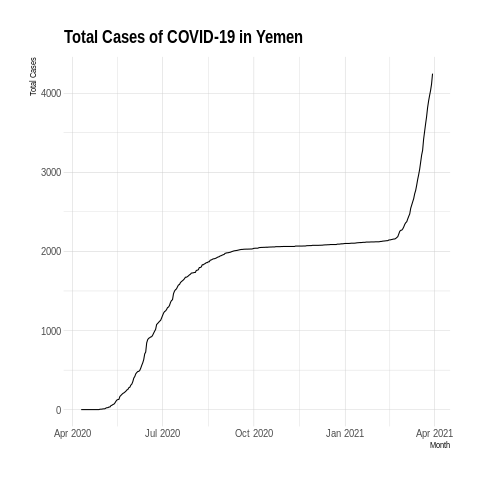 Total Cases of COVID-19 in Yemen
Total Cases
4000
3000
2000
1000
0
Apr 2020 Jul 2020 Oct 2020 Jan 2021 Apr 2021
Month